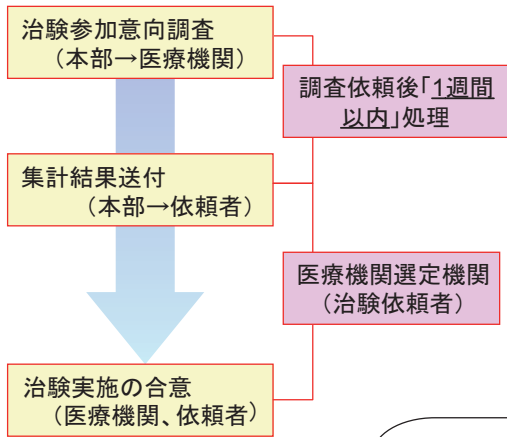 治験参加意向調査
（本部→医療機関）
調査依頼後｢1週間
以内｣処理
集計結果送付
（本部→依頼者）
医療機関選定機関
（治験依頼者）
治験実施の合意
（医療機関、依頼者）